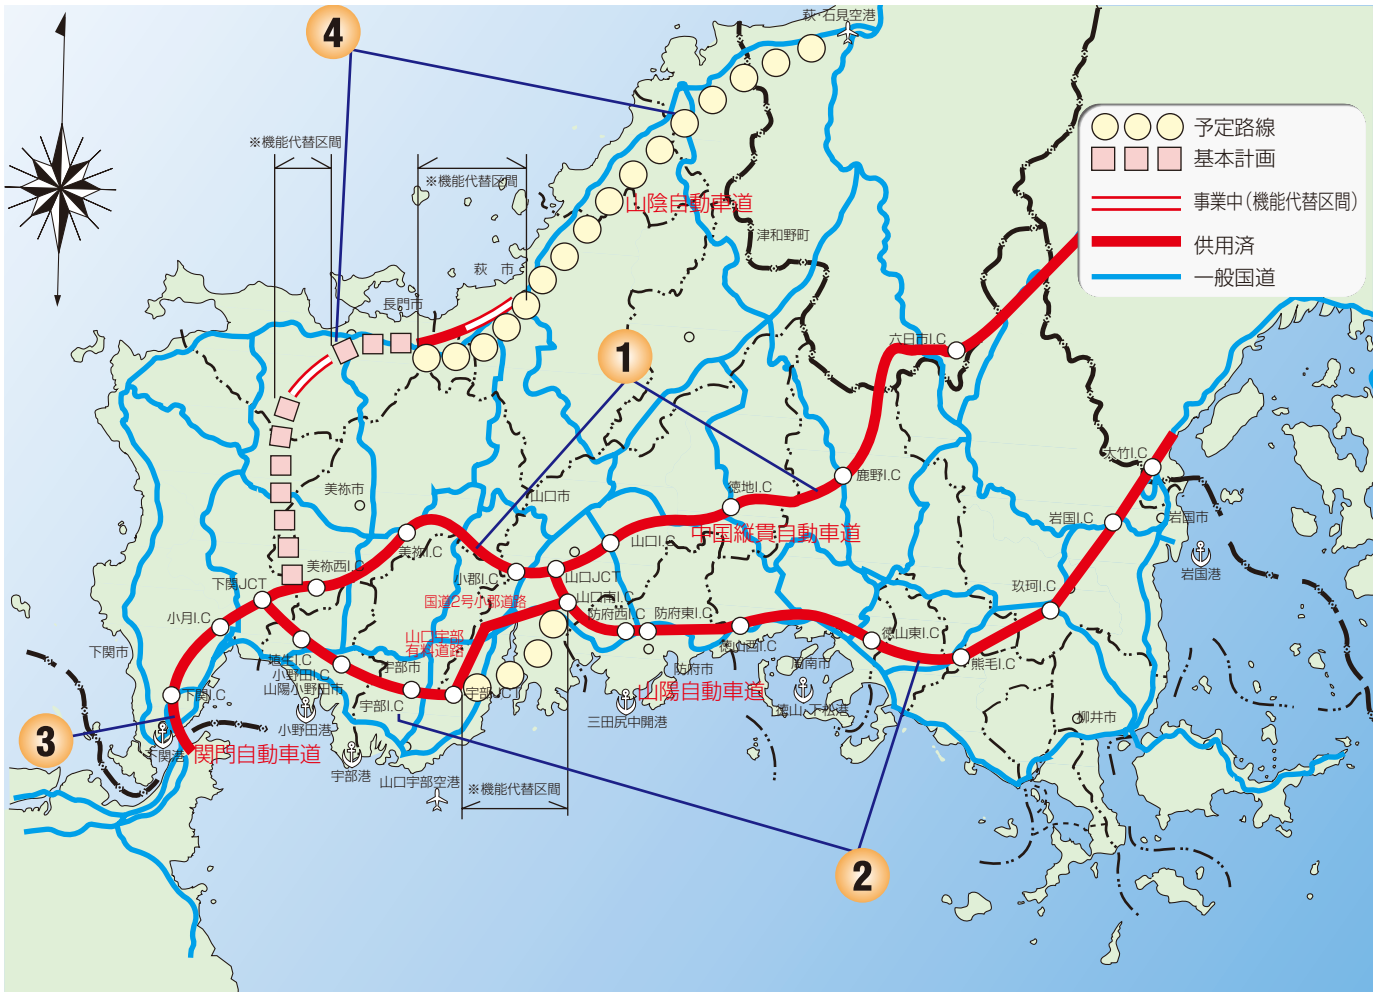 4
萩・石見空港
※機能代替区間
※機能代替区間
予定路線
基本計画
事業中(機能代替区間)
供用済
一般国道
山陰自動車道
津和野町
萩 市
長門市
1
六日市I.C
大竹I.C
鹿野I.C
徳地I.C
美祢市
山口市
岩国I.C
岩国市
中国縦貫自動車道
山口I.C
美祢I.C
美祢西I.C
小郡I.C
山口JCT
岩国港
下関JCT
玖珂I.C
国道2号小郡道路
山口南I.C
小月I.C
防府西I.C
防府東I.C
山口宇部
有料道路
徳山東I.C
徳山西I.C
熊毛I.C
下関市
埴生I.C
小野田I.C
山陽小野田市
宇部市
防府市
周南市
下関I.C
宇部I.C
宇部JCT
山陽自動車道
徳山・下松港
柳井市
小野田港
三田尻中関港
3
下関港
関門自動車道
宇部港
山口宇部空港
※機能代替区間
2